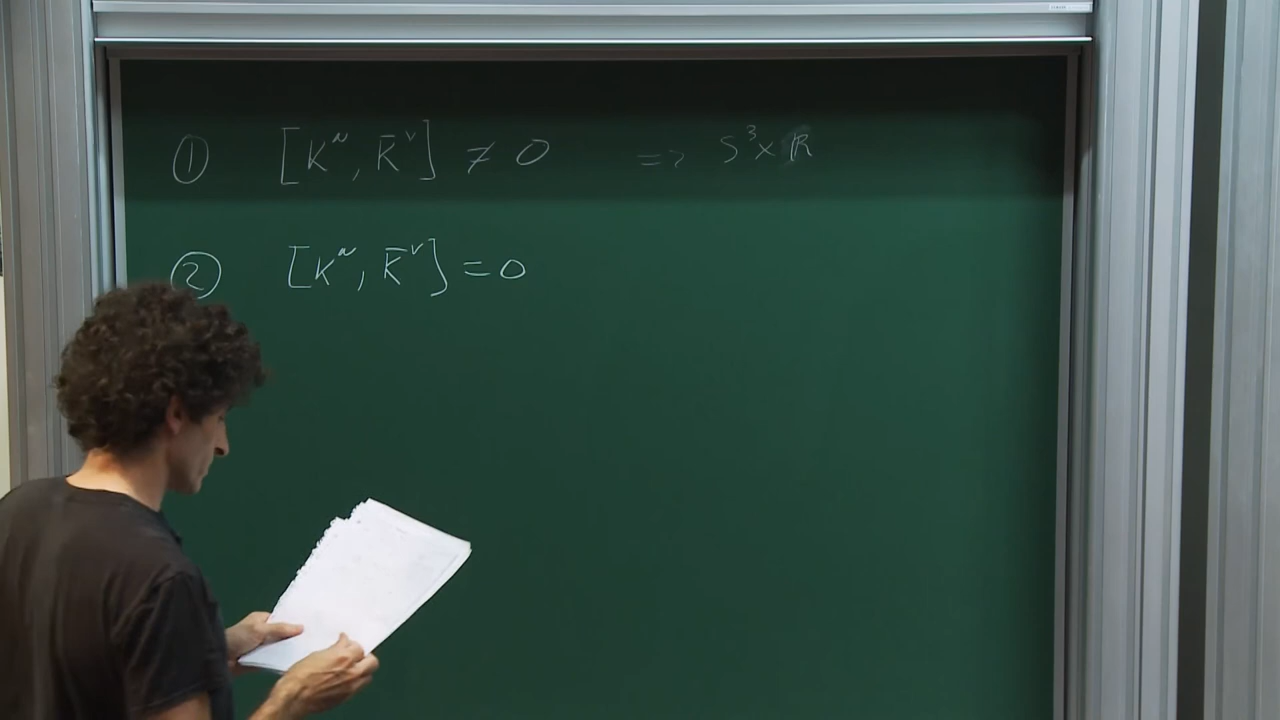 ① [K^μ, K̄^ν] ≠ 0 => S³ × ℝ
② [K^μ, K̄^ν] = 0